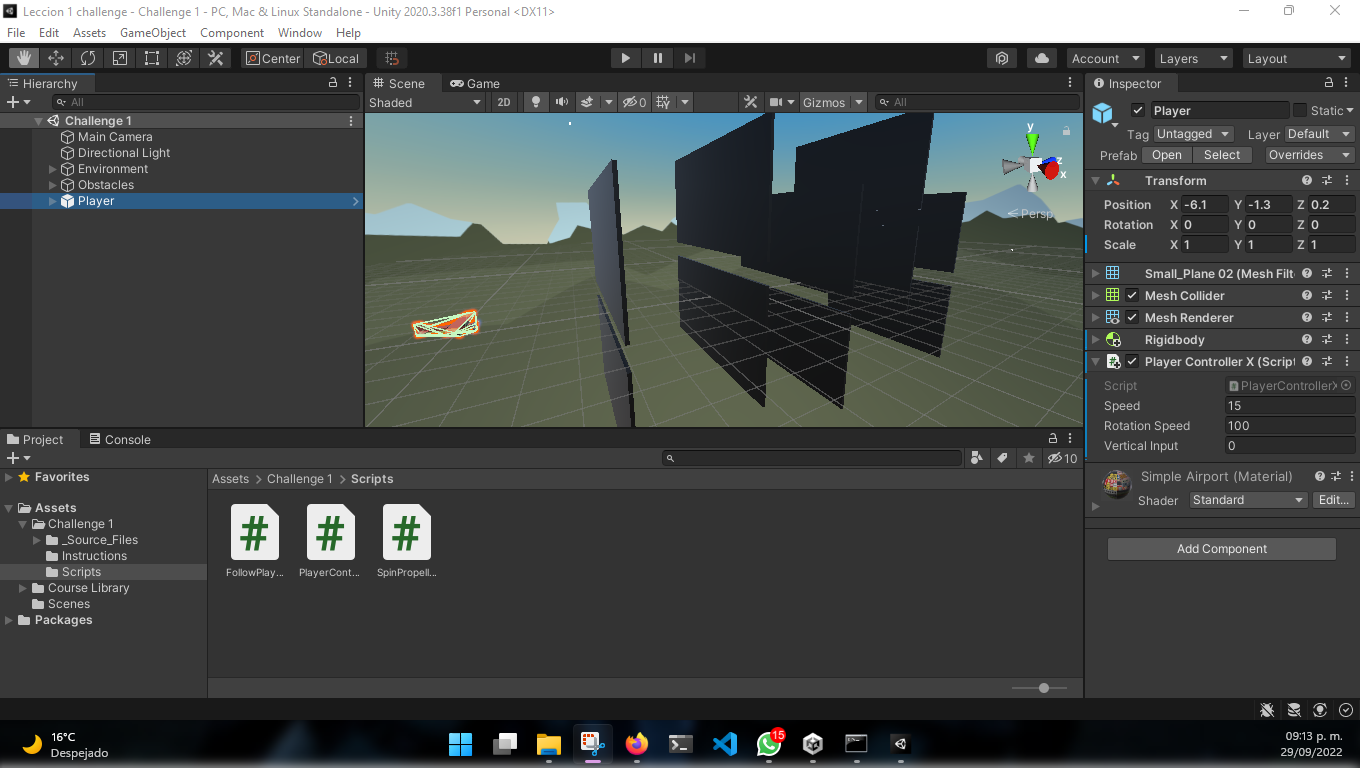 Leccion 1 challenge - Challenge 1 - PC, Mac & Linux Standalone - Unity 2020.3.38f1 Personal <DX11>
File Edit Assets GameObject Component Window Help
Center Local Account Layers Layout
Hierarchy
All
Challenge 1
Main Camera
Directional Light
Environment
Obstacles
Player
Scene Game
Shaded 2D 0 Gizmos All
y
z
x
Persp
Inspector
Player Static
Tag Untagged Layer Default
Prefab Open Select Overrides
Transform
Position X -6.1 Y -1.3 Z 0.2
Rotation X 0 Y 0 Z 0
Scale X 1 Y 1 Z 1
Small_Plane 02 (Mesh Filt
Mesh Collider
Mesh Renderer
Rigidbody
Player Controller X (Script
Script PlayerControllerX
Speed 15
Rotation Speed 100
Vertical Input 0
Simple Airport (Material)
Shader Standard Edit...
Add Component
Project Console
10
Favorites
Assets
Challenge 1
_Source_Files
Instructions
Scripts
Course Library
Scenes
Packages
Assets > Challenge 1 > Scripts
FollowPlay... PlayerCont... SpinPropell...
16°C
Despejado
15
09:13 p. m.
29/09/2022